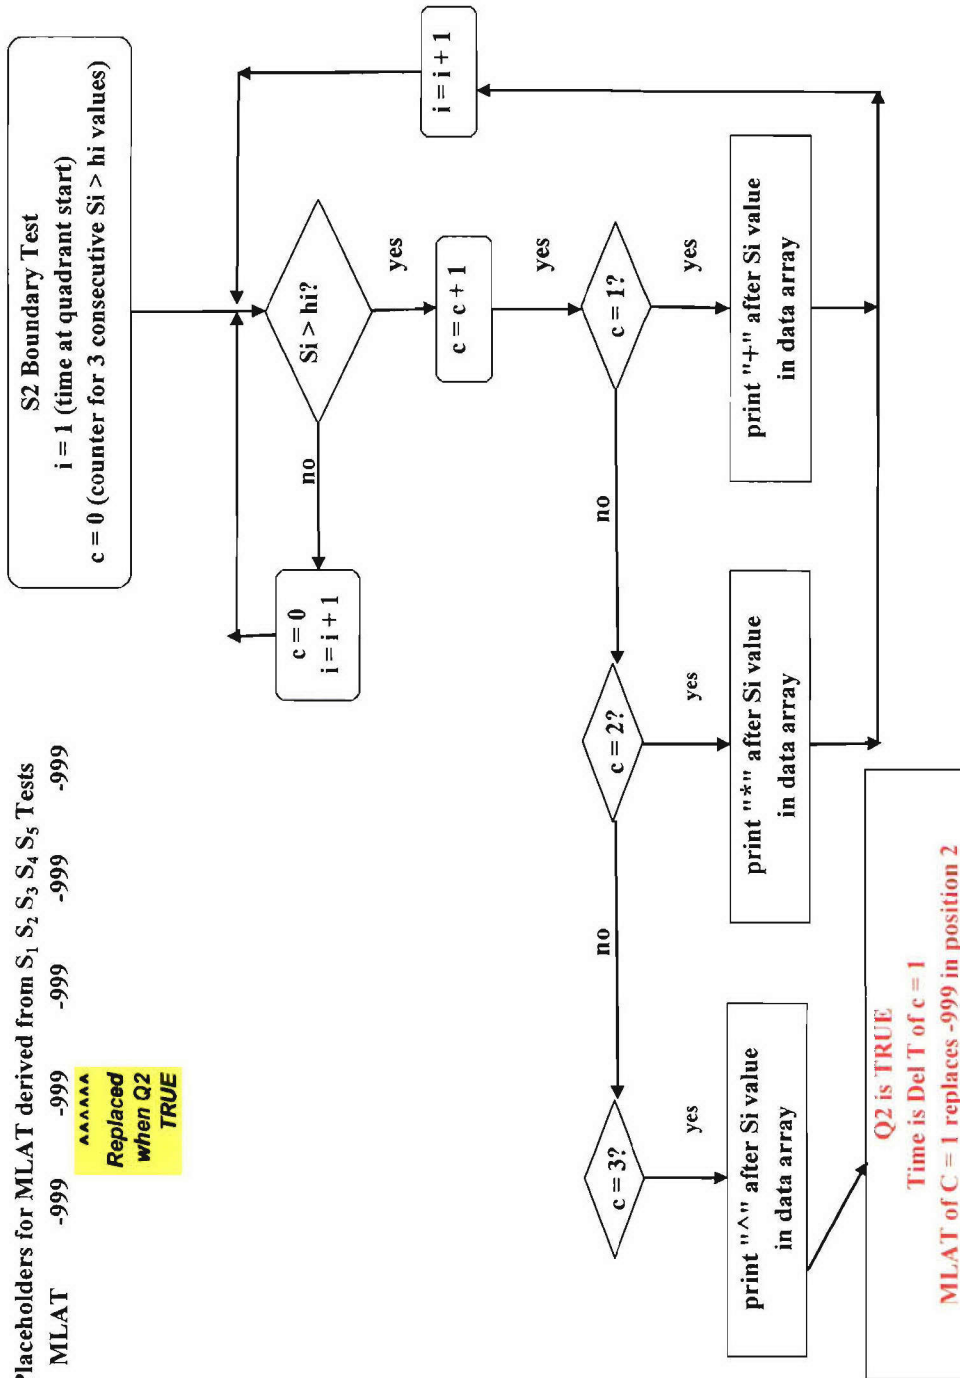 Placeholders for MLAT derived from S1 S2 S3 S4 S5 Tests
MLAT -999 -999 -999 -999 -999
^^^^^^
Replaced
when Q2
TRUE
S2 Boundary Test
i = 1 (time at quadrant start)
c = 0 (counter for 3 consecutive Si > hi values)
Si > hi?
no
c = 0
i = i + 1
yes
c = c + 1
i = i + 1
yes
c = 1?
no
yes
print "+" after Si value
in data array
c = 2?
no
yes
print "*" after Si value
in data array
c = 3?
yes
print "^" after Si value
in data array
Q2 is TRUE
Time is Del T of c = 1
MLAT of C = 1 replaces -999 in position 2